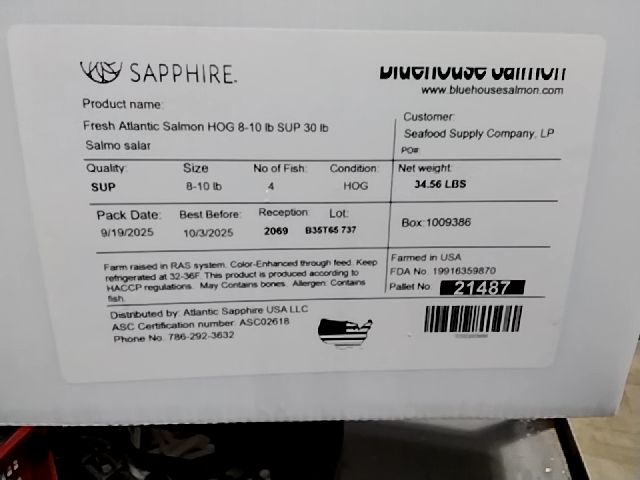 SAPPHIRE.
bluehouse salmon
www.bluehousesalmon.com
Product name:
Fresh Atlantic Salmon HOG 8-10 lb SUP 30 lb
Salmo salar
Customer:
Seafood Supply Company, LP
PO#:
Quality: Size No of Fish: Condition:
SUP 8-10 lb 4 HOG
Net weight:
34.56 LBS
Pack Date: Best Before: Reception Lot:
9/19/2025 10/3/2025 2069 B35T65 737
Box:1009386
Farm raised in RAS system. Color-Enhanced through feed. Keep
refrigerated at 32-36F. This product is produced according to
HACCP regulations. May Contains bones. Allergen: Contains
fish.
Farmed in USA
FDA No. 19916359870
Pallet No. 21487
Distributed by: Atlantic Sapphire USA LLC
ASC Certification number: ASC02618
Phone No. 786-292-3632